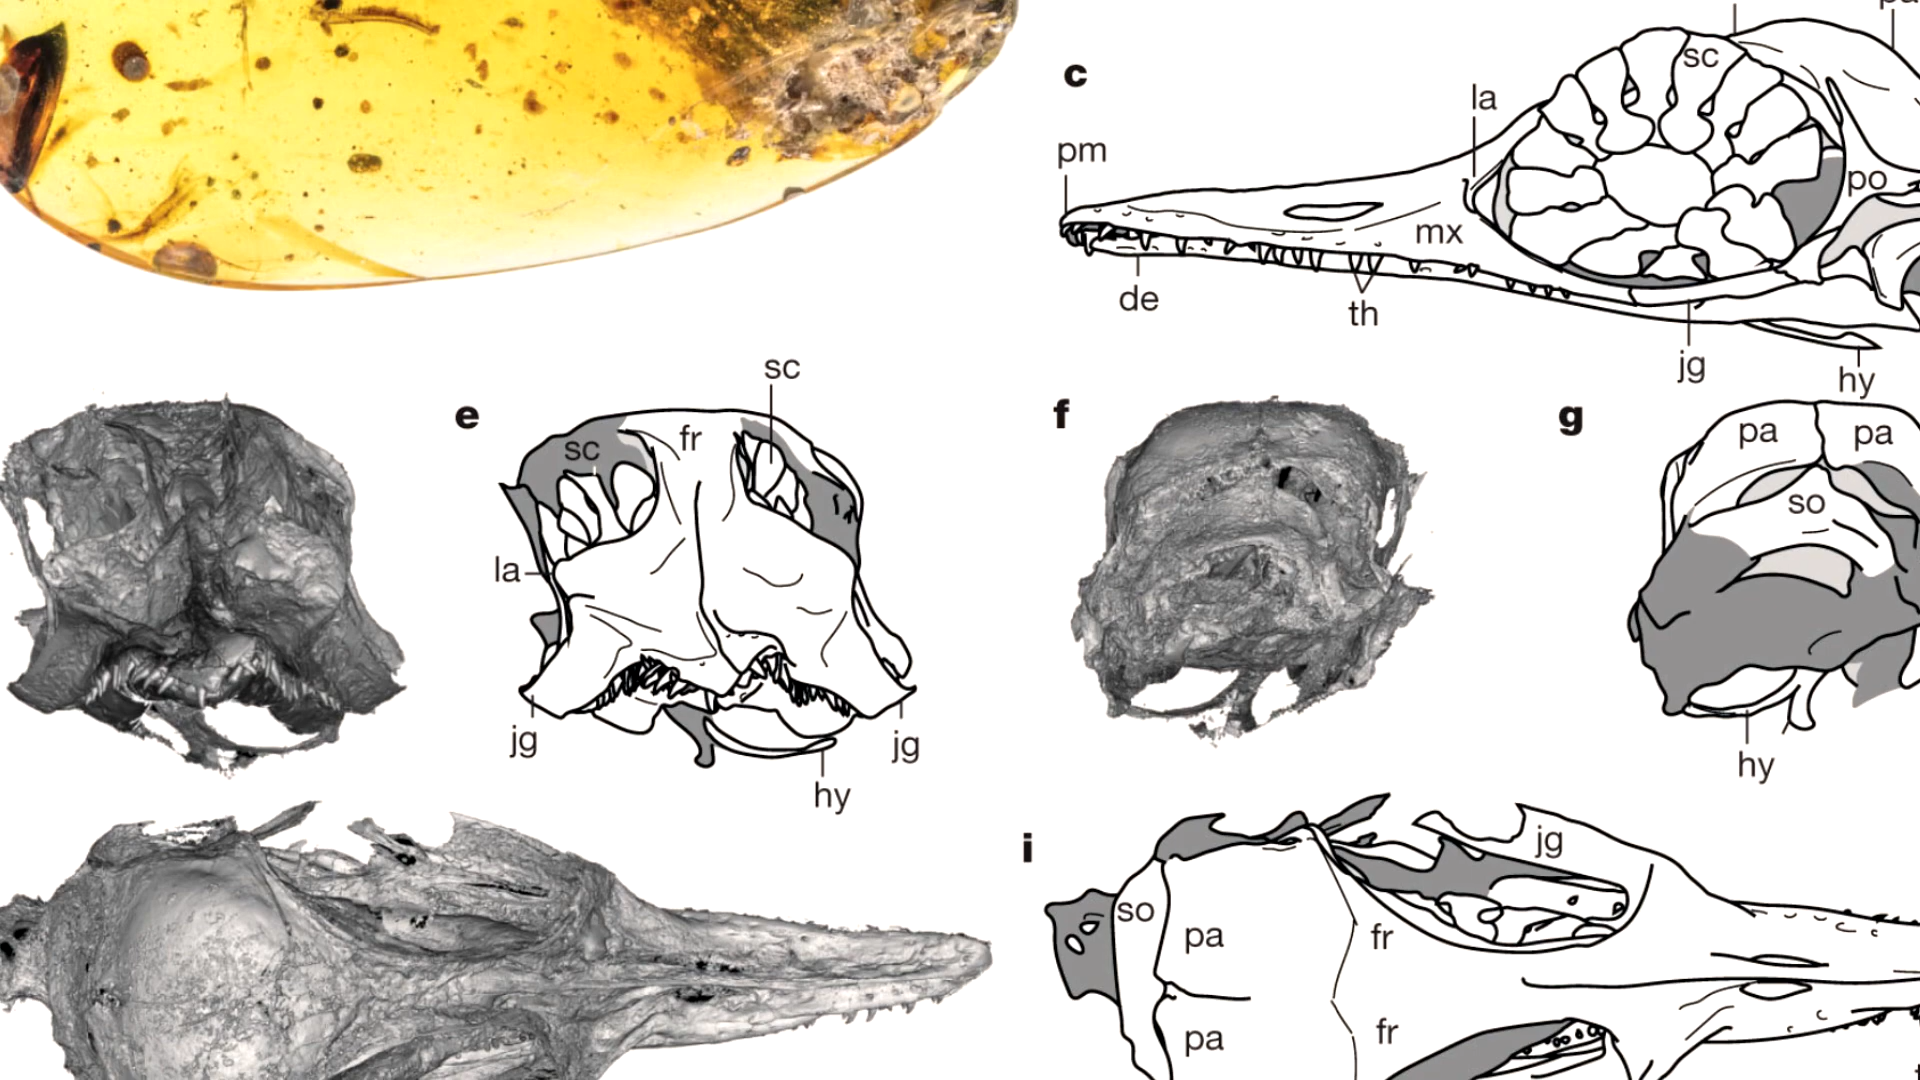 c
sc
la
pm
po
mx
de
th
jg
hy
e
sc
sc
fr
la
jg
jg
hy
f
g
pa
pa
so
hy
i
jg
so
pa
fr
pa
fr